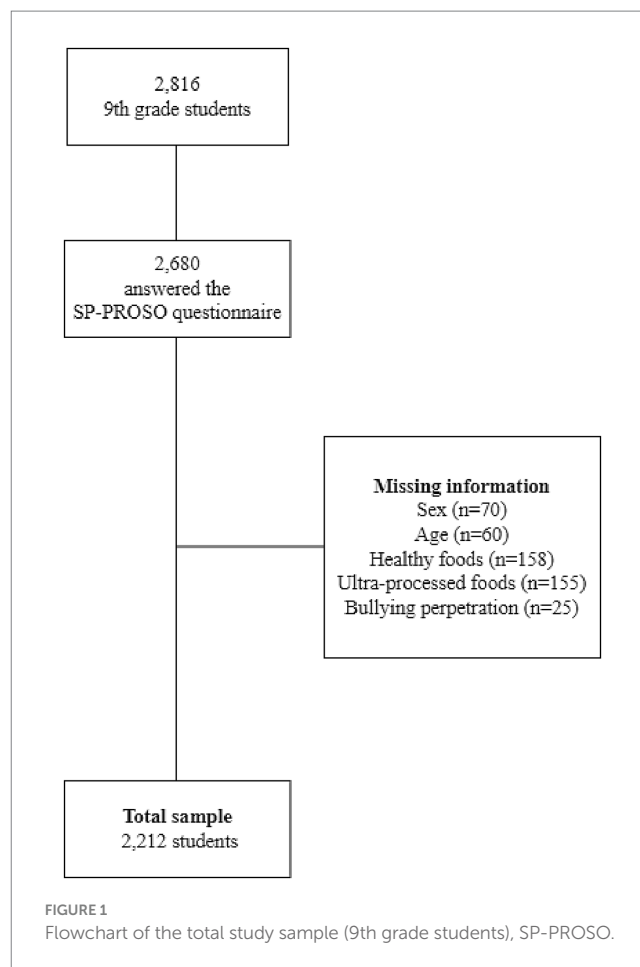 2,816
9th grade students
2,680
answered the
SP-PROSO questionnaire
Missing information
Sex (n=70)
Age (n=60)
Healthy foods (n=158)
Ultra-processed foods (n=155)
Bullying perpetration (n=25)
Total sample
2,212 students
FIGURE 1
Flowchart of the total study sample (9th grade students), SP-PROSO.